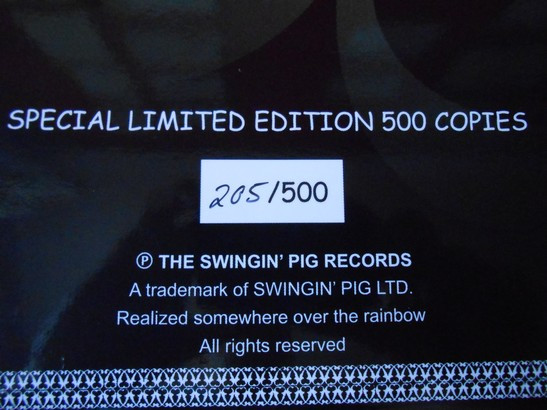 SPECIAL LIMITED EDITION 500 COPIES
205/500
℗ THE SWINGIN' PIG RECORDS
A trademark of SWINGIN' PIG LTD.
Realized somewhere over the rainbow
All rights reserved